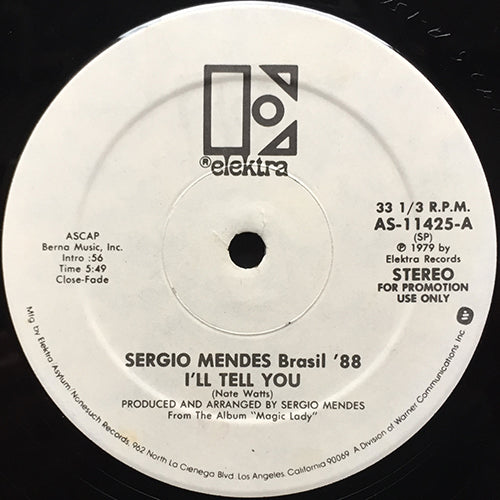 ® elektra
ASCAP
Berna Music, Inc.
Intro :56
Time 5:49
Close-Fade
33 1/3 R.P.M.
AS-11425-A
(SP)
℗ 1979 by
Elektra Records
STEREO
FOR PROMOTION
USE ONLY
SERGIO MENDES Brasil '88
I'LL TELL YOU
(Nate Watts)
PRODUCED AND ARRANGED BY SERGIO MENDES
From The Album "Magic Lady"
Mfg by Elektra/Asylum/Nonesuch Records, 962 North La Cienega Blvd. Los Angeles, California 90069. A Division of Warner Communications Inc